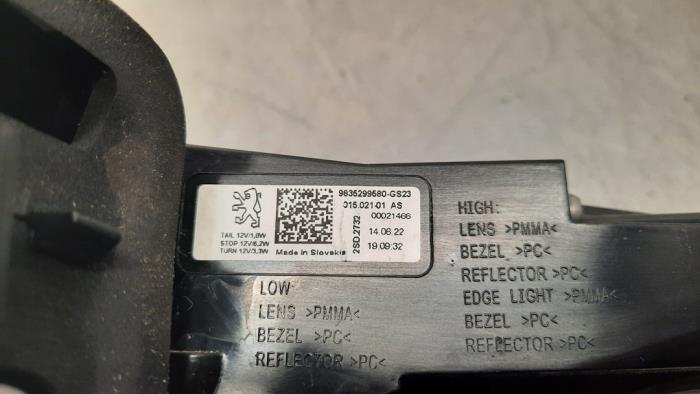 9835299580-GS23
015.021-01 AS
00021466
14.06.22
19:09:32
2SD.2732
TAIL 12V/1,0W
STOP 12V/6,2W
TURN 12V/3,3W
Made in Slovakia
HIGH:
LENS >PMMA<
BEZEL >PC<
REFLECTOR >PC<
EDGE LIGHT >PMMA<
BEZEL >PC<
REFLECTOR >PC<
LOW
LENS >PMMA<
BEZEL >PC<
REFLECTOR >PC<